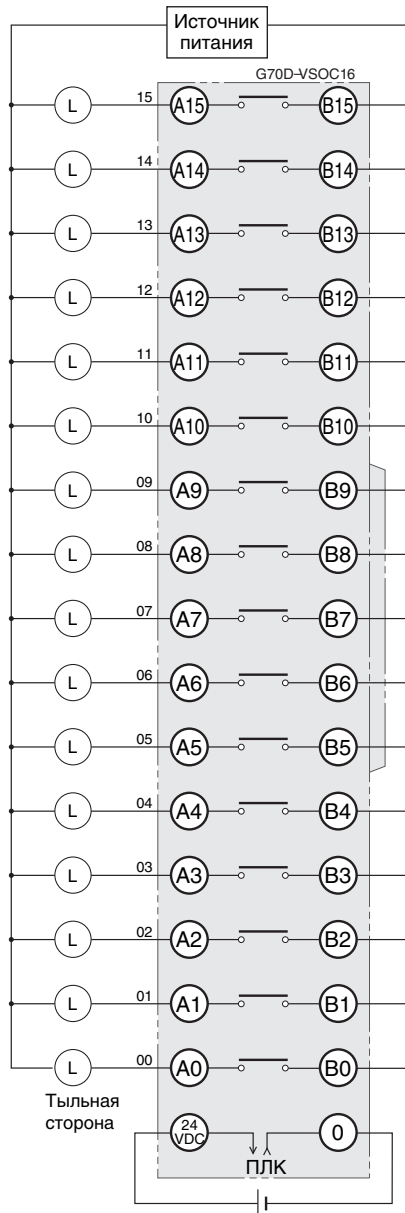 Источник
питания
G70D-VSOC16
L 15 A15 B15
L 14 A14 B14
L 13 A13 B13
L 12 A12 B12
L 11 A11 B11
L 10 A10 B10
L 09 A9 B9
L 08 A8 B8
L 07 A7 B7
L 06 A6 B6
L 05 A5 B5
L 04 A4 B4
L 03 A3 B3
L 02 A2 B2
L 01 A1 B1
L 00 A0 B0
Тыльная
сторона
24
VDC
0
ПЛК